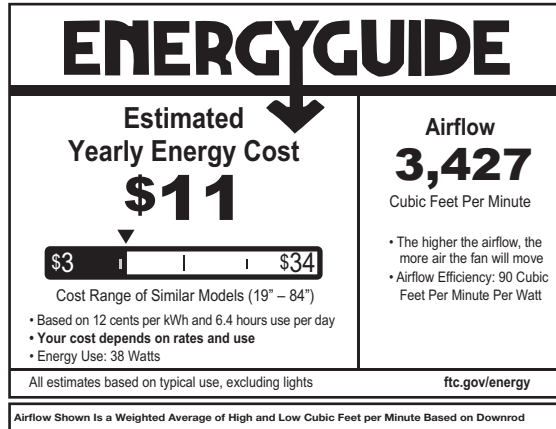 ENERGYGUIDE
Estimated
Yearly Energy Cost
$11
$3
$34
Cost Range of Similar Models (19” – 84”)
• Based on 12 cents per kWh and 6.4 hours use per day
• Your cost depends on rates and use
• Energy Use: 38 Watts
Airflow
3,427
Cubic Feet Per Minute
• The higher the airflow, the
more air the fan will move
• Airflow Efficiency: 90 Cubic
Feet Per Minute Per Watt
All estimates based on typical use, excluding lights
ftc.gov/energy
Airflow Shown Is a Weighted Average of High and Low Cubic Feet per Minute Based on Downrod